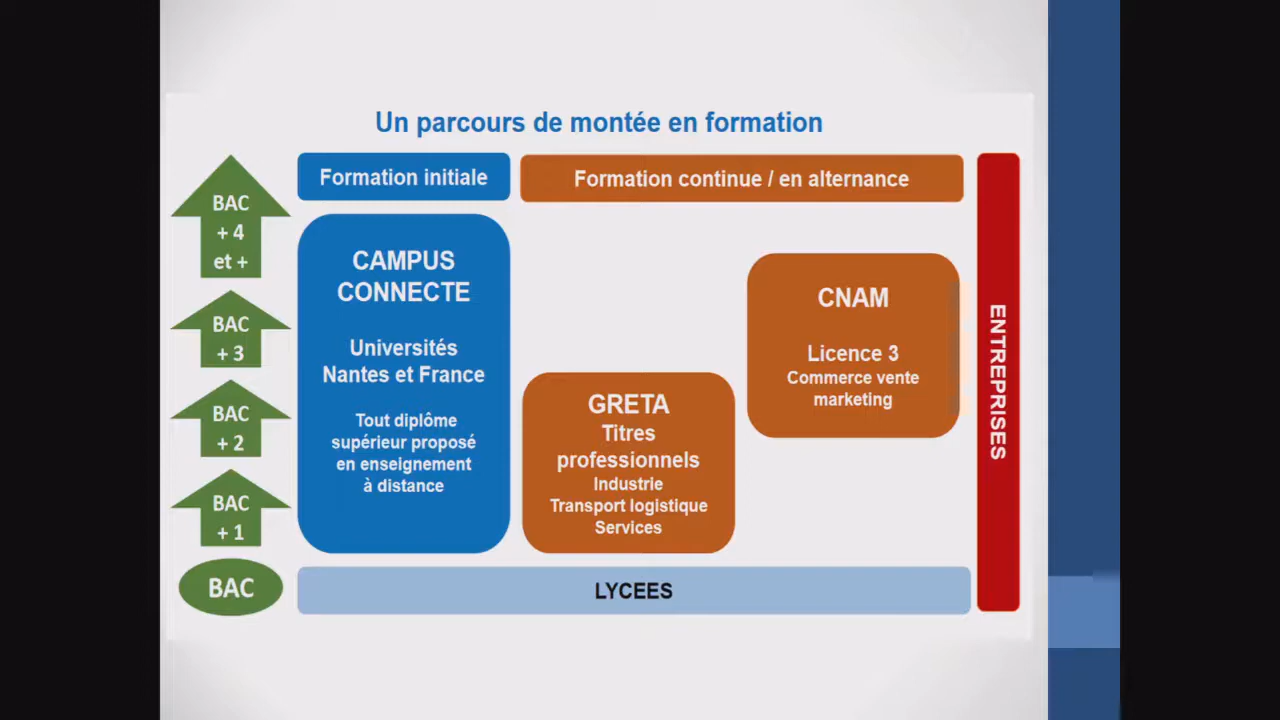 Un parcours de montée en formation
Formation initiale
Formation continue / en alternance
BAC
+ 4
et +
BAC
+ 3
BAC
+ 2
BAC
+ 1
BAC
CAMPUS
CONNECTE
Universités
Nantes et France
Tout diplôme
supérieur proposé
en enseignement
à distance
GRETA
Titres
professionnels
Industrie
Transport logistique
Services
CNAM
Licence 3
Commerce vente
marketing
ENTREPRISES
LYCEES